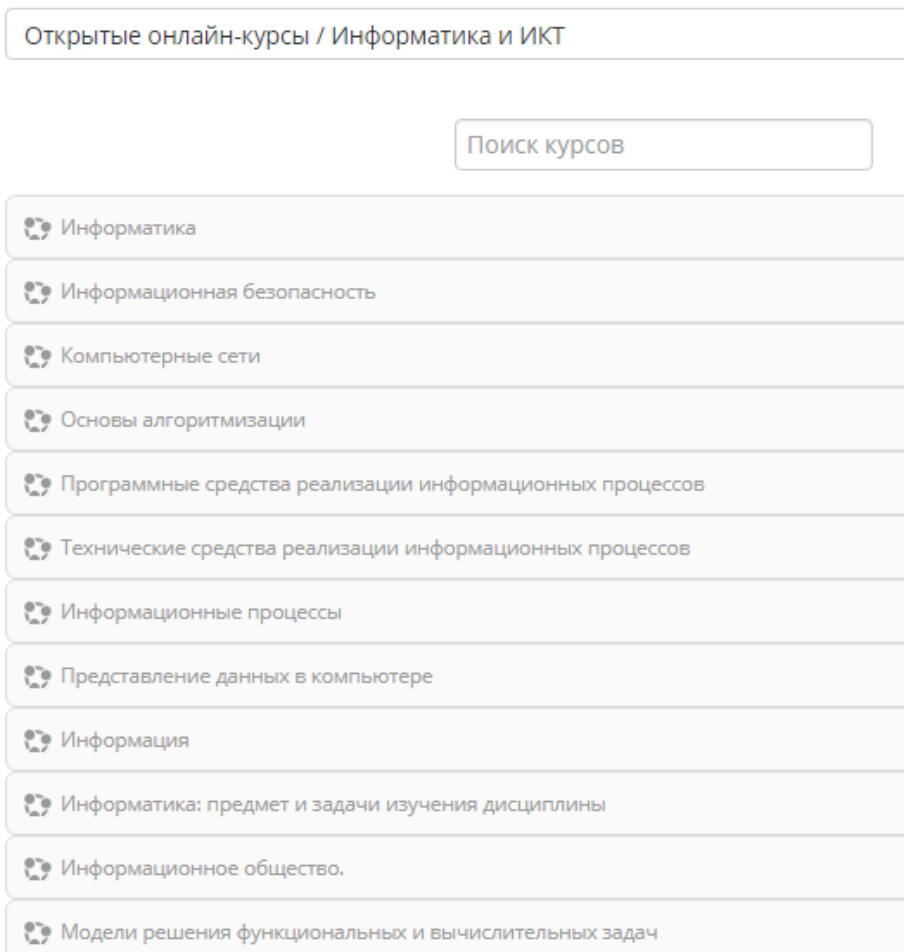 Открытые онлайн-курсы / Информатика и ИКТ
Поиск курсов
Информатика
Информационная безопасность
Компьютерные сети
Основы алгоритмизации
Программные средства реализации информационных процессов
Технические средства реализации информационных процессов
Информационные процессы
Представление данных в компьютере
Информация
Информатика: предмет и задачи изучения дисциплины
Информационное общество.
Модели решения функциональных и вычислительных задач